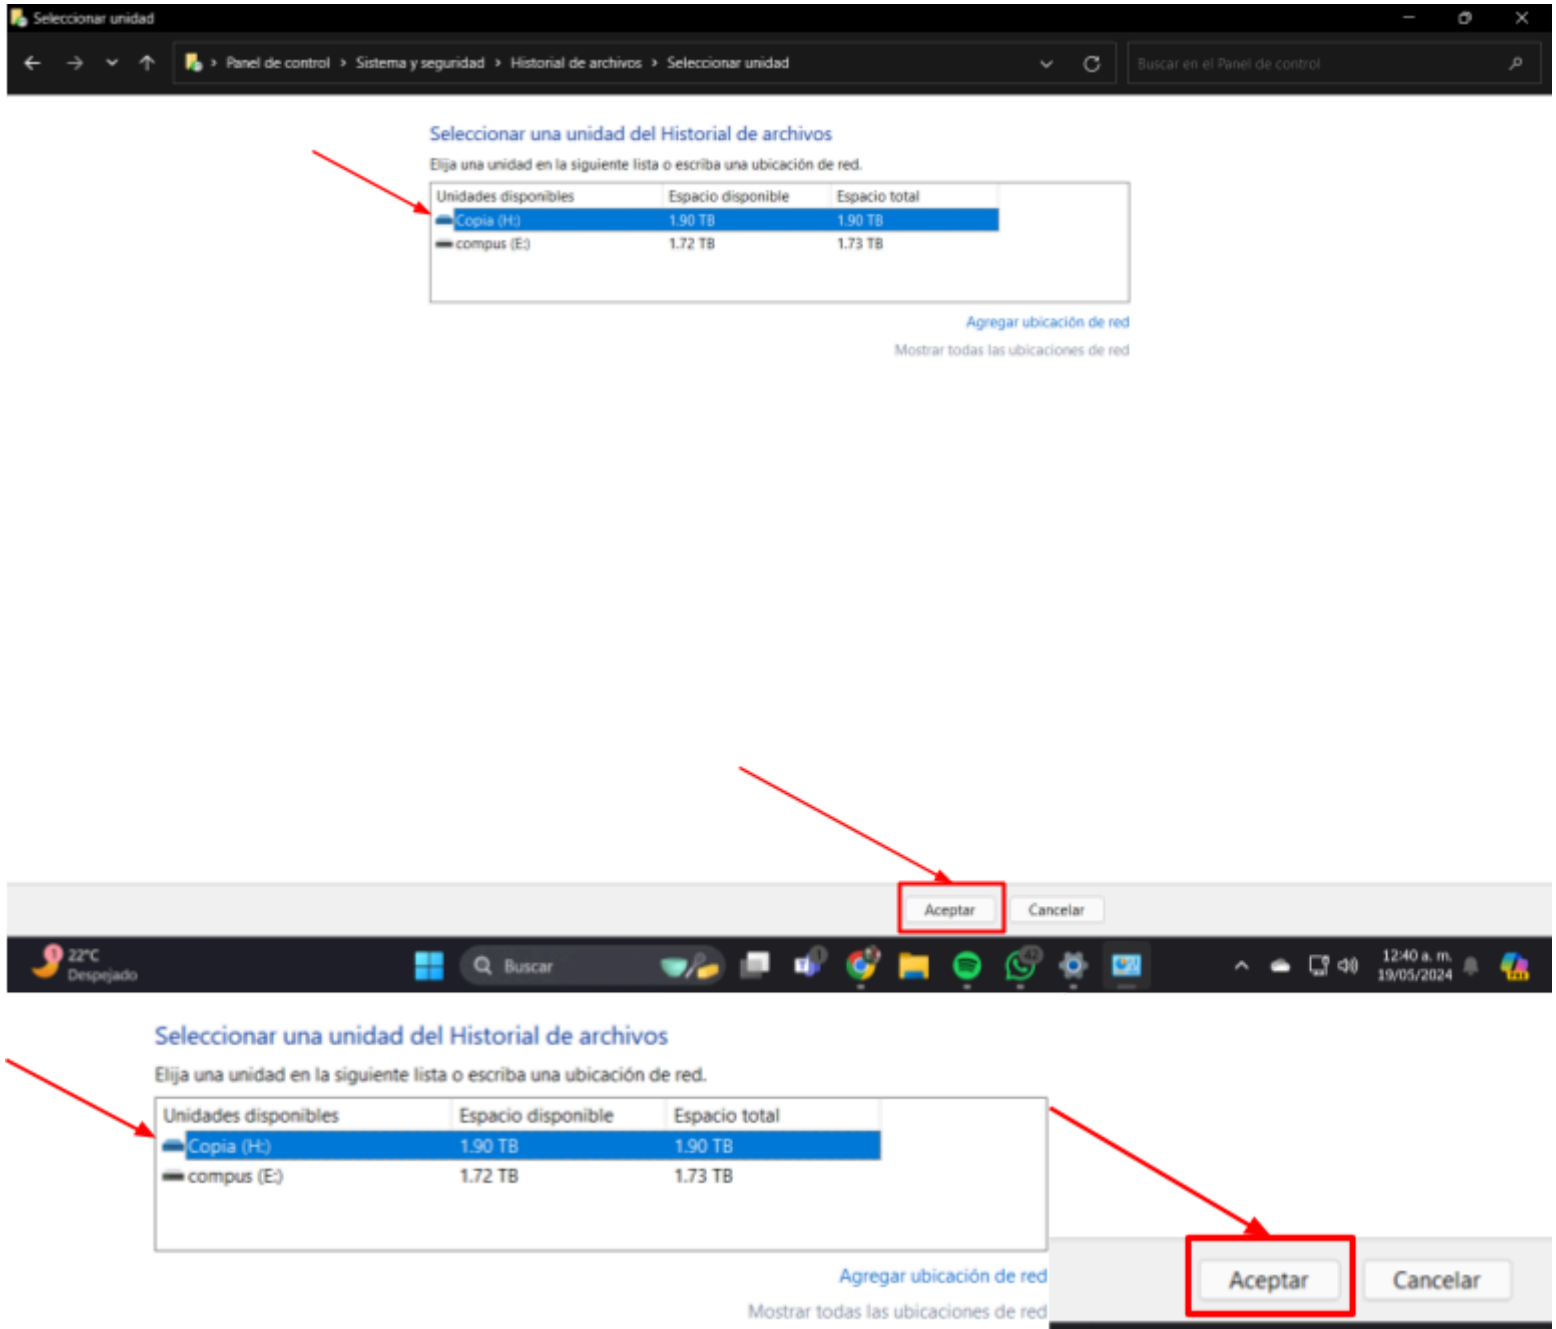 Seleccionar unidad
Panel de control > Sistema y seguridad > Historial de archivos > Seleccionar unidad
Buscar en el Panel de control
Seleccionar una unidad del Historial de archivos
Elija una unidad en la siguiente lista o escriba una ubicación de red.
Unidades disponibles Espacio disponible Espacio total
Copia (H:) 1.90 TB 1.90 TB
compus (E:) 1.72 TB 1.73 TB
Agregar ubicación de red
Mostrar todas las ubicaciones de red
Aceptar Cancelar
1 22°C
Despejado
Buscar
12:40 a. m.
19/05/2024
Seleccionar una unidad del Historial de archivos
Elija una unidad en la siguiente lista o escriba una ubicación de red.
Unidades disponibles Espacio disponible Espacio total
Copia (H:) 1.90 TB 1.90 TB
compus (E:) 1.72 TB 1.73 TB
Agregar ubicación de red
Mostrar todas las ubicaciones de red
Aceptar Cancelar